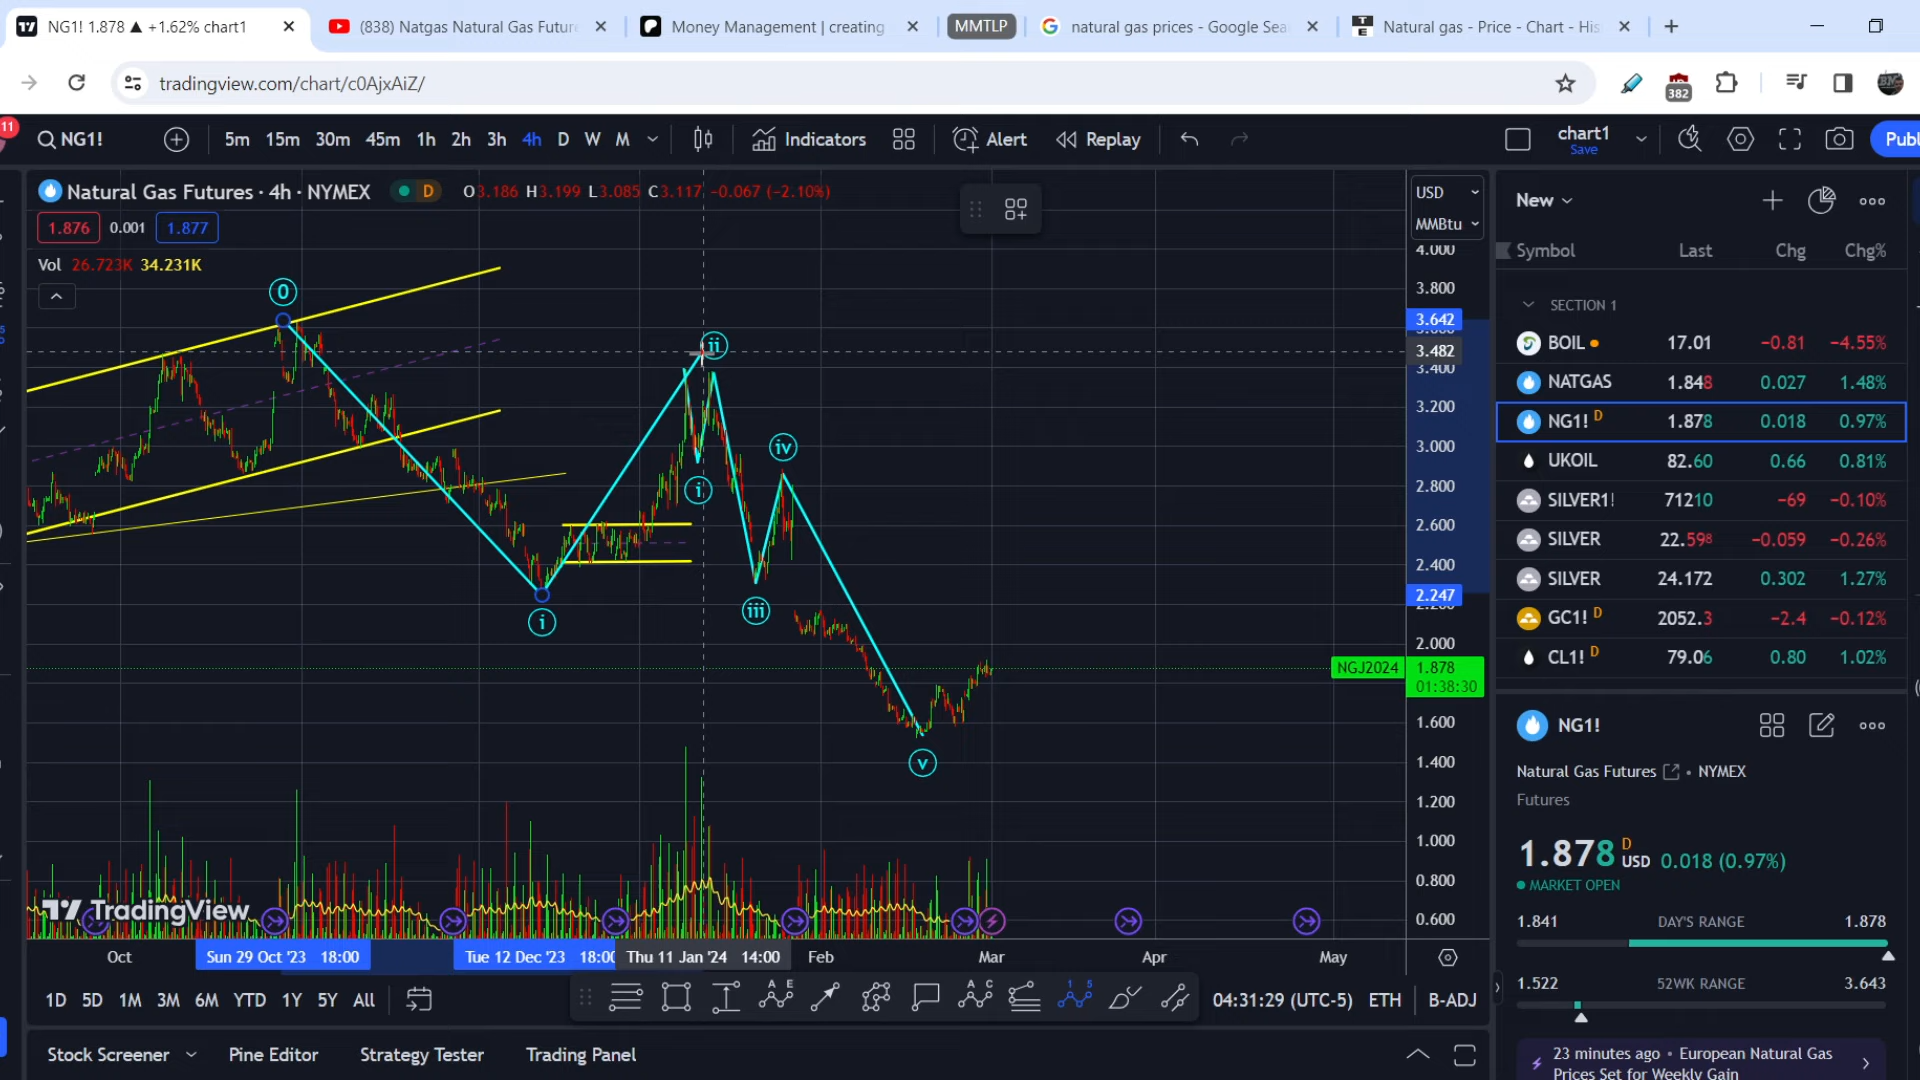 NG1! 1.878 ▲ +1.62% chart1
(838) Natgas Natural Gas Future
Money Management | creating
MMTLP
natural gas prices - Google Sea
Natural gas - Price - Chart - His
tradingview.com/chart/c0AjxAiZ/
382
11
NG1!
5m 15m 30m 45m 1h 2h 3h 4h D W M
Indicators
Alert
Replay
chart1
Save
Publ
Natural Gas Futures · 4h · NYMEX
D
O3.186 H3.199 L3.085 C3.117 −0.067 (−2.10%)
1.876 0.001 1.877
Vol 26.723K 34.231K
USD
MMBtu
0
i
ii
i
iii
iv
v
4.000
3.800
3.642
3.482
3.400
3.200
3.000
2.800
2.600
2.400
2.247
2.000
NGJ2024 1.878
01:38:30
1.600
1.400
1.200
1.000
0.800
0.600
TradingView
Oct
Sun 29 Oct '23 18:00
Tue 12 Dec '23 18:00
Thu 11 Jan '24 14:00
Feb
Mar
Apr
May
1D 5D 1M 3M 6M YTD 1Y 5Y All
04:31:29 (UTC-5) ETH B-ADJ
Stock Screener
Pine Editor
Strategy Tester
Trading Panel
New
Symbol Last Chg Chg%
SECTION 1
BOIL 17.01 −0.81 −4.55%
NATGAS 1.848 0.027 1.48%
NG1! D 1.878 0.018 0.97%
UKOIL 82.60 0.66 0.81%
SILVER1! 71210 −69 −0.10%
SILVER 22.598 −0.059 −0.26%
SILVER 24.172 0.302 1.27%
GC1! D 2052.3 −2.4 −0.12%
CL1! D 79.06 0.80 1.02%
NG1!
Natural Gas Futures • NYMEX
Futures
1.878 D USD 0.018 (0.97%)
MARKET OPEN
1.841 DAY'S RANGE 1.878
1.522 52WK RANGE 3.643
23 minutes ago • European Natural Gas
Prices Set for Weekly Gain